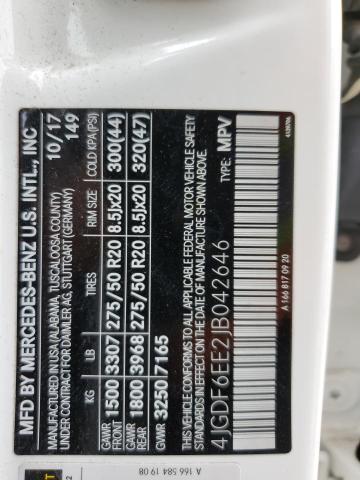 MFD BY MERCEDES-BENZ U.S. INTL., INC
MANUFACTURED IN USA (ALABAMA, TUSCALOOSA COUNTY) 10/17
UNDER CONTRACT FOR DAIMLER AG, STUTTGART (GERMANY) 149
KG LB TIRES RIM SIZE COLD KPA (PSI)
GAWR FRONT 1500 3307 275/50 R20 8.5Jx20 300(44)
GAWR REAR 1800 3968 275/50 R20 8.5Jx20 320(47)
GVWR 3250 7165
THIS VEHICLE CONFORMS TO ALL APPLICABLE FEDERAL MOTOR VEHICLE SAFETY
AND THEFT PREVENTION STANDARDS IN EFFECT ON THE DATE OF MANUFACTURE SHOWN ABOVE.
4JGDF6EE2JB042646 TYPE: MPV
A 166 817 09 20
A 166 584 19 08